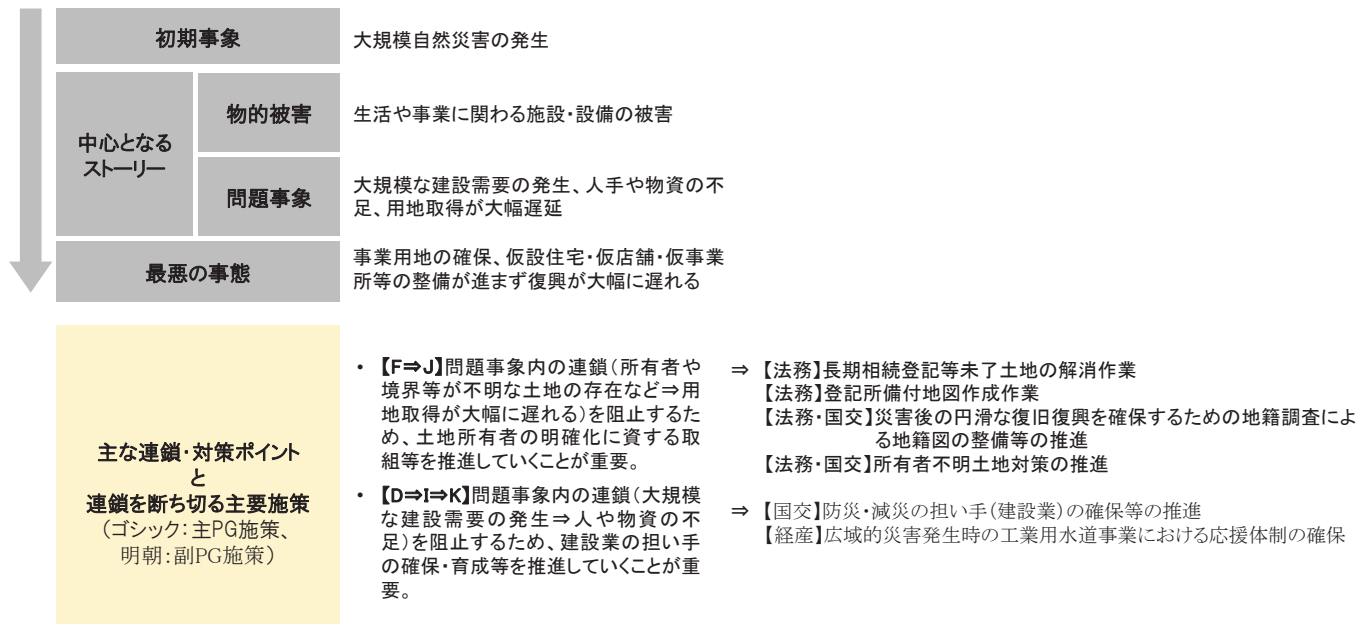 初期事象
大規模自然災害の発生
中心となる
ストーリー
物的被害
生活や事業に関わる施設・設備の被害
問題事象
大規模な建設需要の発生、人手や物資の不
足、用地取得が大幅遅延
最悪の事態
事業用地の確保、仮設住宅・仮店舗・仮事業
所等の整備が進まず復興が大幅に遅れる
主な連鎖・対策ポイント
と
連鎖を断ち切る主要施策
（ゴシック：主PG施策、
明朝：副PG施策）
・ 【F⇒J】問題事象内の連鎖（所有者や
境界等が不明な土地の存在など⇒用
地取得が大幅に遅れる）を阻止するた
め、土地所有者の明確化に資する取
組等を推進していくことが重要。
⇒ 【法務】長期相続登記等未了土地の解消作業
【法務】登記所備付地図作成作業
【法務・国交】災害後の円滑な復旧復興を確保するための地籍調査によ
る地籍図の整備等の推進
【法務・国交】所有者不明土地対策の推進
・ 【D⇒I⇒K】問題事象内の連鎖（大規模
な建設需要の発生⇒人や物資の不
足）を阻止するため、建設業の担い手
の確保・育成等を推進していくことが重
要。
⇒ 【国交】防災・減災の担い手（建設業）の確保等の推進
【経産】広域的災害発生時の工業用水道事業における応援体制の確保